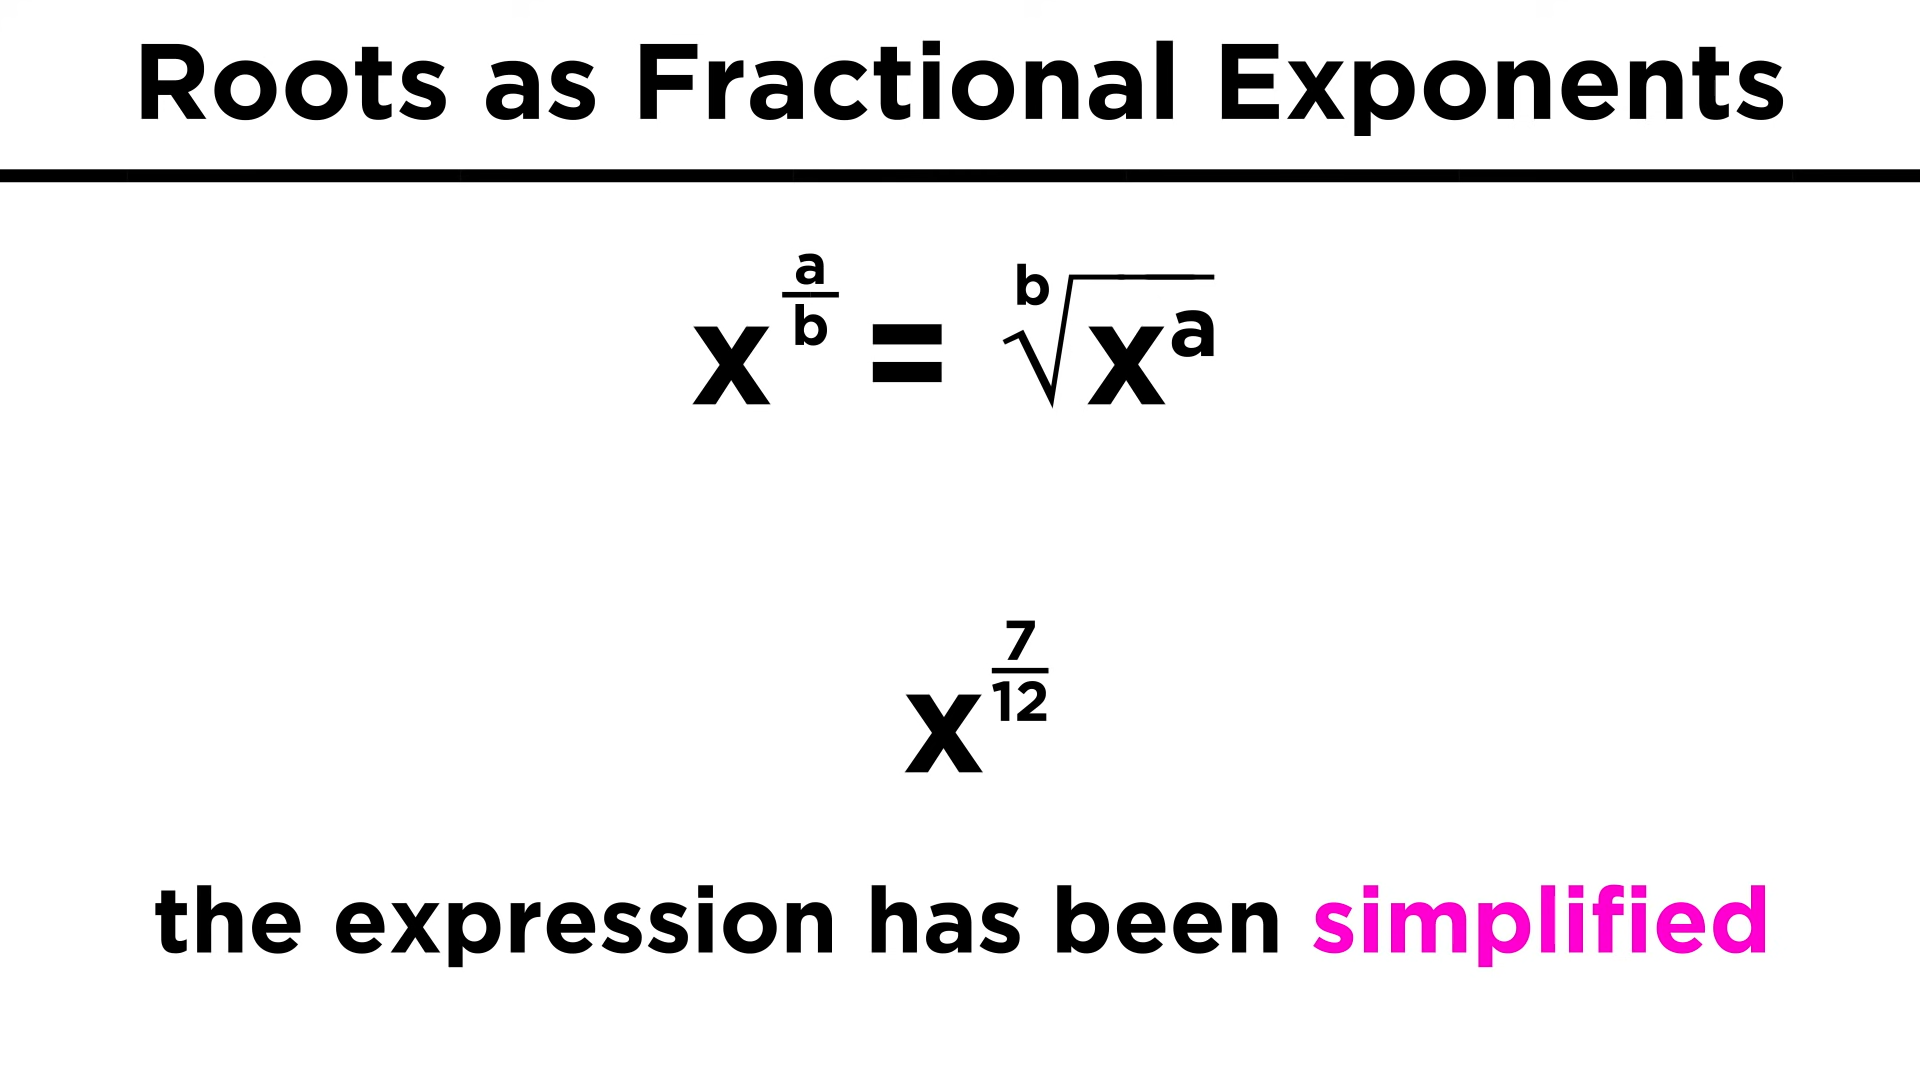 Roots as Fractional Exponents
x^(a/b) = ᵇ√xᵃ
x^(7/12)
the expression has been simplified